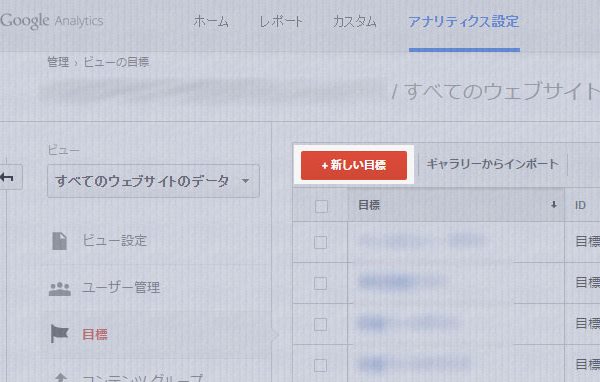 Google Analytics
ホーム レポート カスタム アナリティクス設定
管理 › ビューの目標
/ すべてのウェブサイト
ビュー
すべてのウェブサイトのデータ
+ 新しい目標 ギャラリーからインポート
目標 ID
ビュー設定
目標
ユーザー管理
目標
目標
目標
コンテンツ グループ
目標